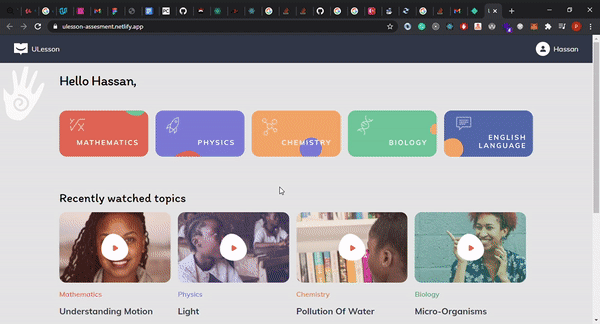 ulesson-assesment.netlify.app
ULesson
Hassan
Hello Hassan,
MATHEMATICS
PHYSICS
CHEMISTRY
BIOLOGY
ENGLISH
LANGUAGE
Recently watched topics
Mathematics
Physics
Chemistry
Biology
Understanding Motion
Light
Pollution Of Water
Micro-Organisms